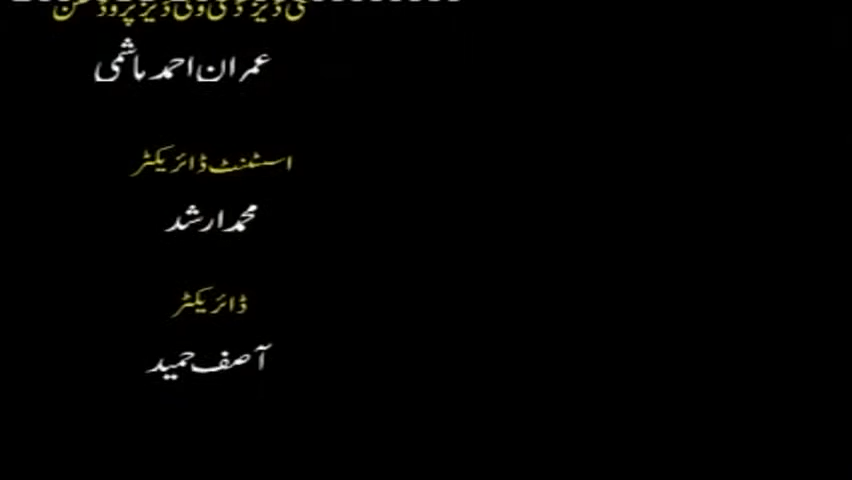 عمران احمد ہاشمی
اسسٹنٹ ڈائریکٹر
محمد ارشد
ڈائریکٹر
آصف حمید